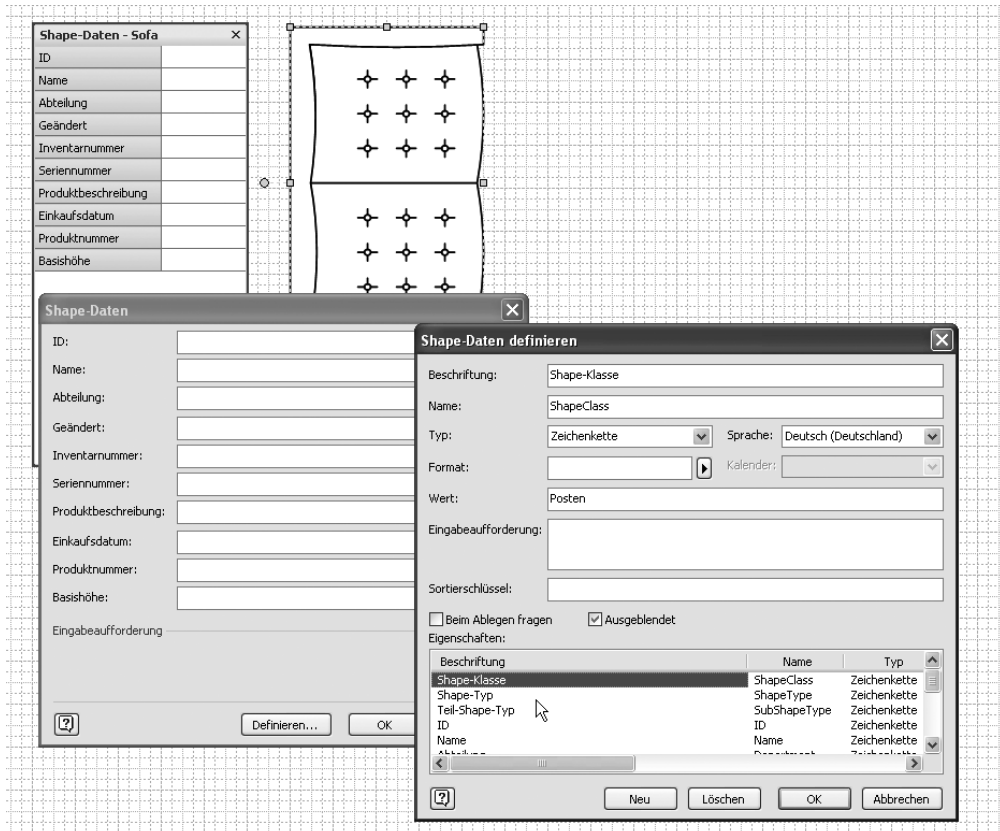 Shape-Daten - Sofa
ID
Name
Abteilung
Geändert
Inventarnummer
Seriennummer
Produktbeschreibung
Einkaufsdatum
Produktnummer
Basishöhe
Shape-Daten
ID:
Name:
Abteilung:
Geändert:
Inventarnummer:
Seriennummer:
Produktbeschreibung:
Einkaufsdatum:
Produktnummer:
Basishöhe:
Eingabeaufforderung
Definieren...
OK
Shape-Daten definieren
Beschriftung: Shape-Klasse
Name: ShapeClass
Typ: Zeichenkette Sprache: Deutsch (Deutschland)
Format: Kalender:
Wert: Posten
Eingabeaufforderung:
Sortierschlüssel:
Beim Ablegen fragen Ausgeblendet
Eigenschaften:
Beschriftung Name Typ
Shape-Klasse ShapeClass Zeichenkette
Shape-Typ ShapeType Zeichenkette
Teil-Shape-Typ SubShapeType Zeichenkette
ID ID Zeichenkette
Name Name Zeichenkette
Abteilung Department Zeichenkette
Neu Löschen OK Abbrechen